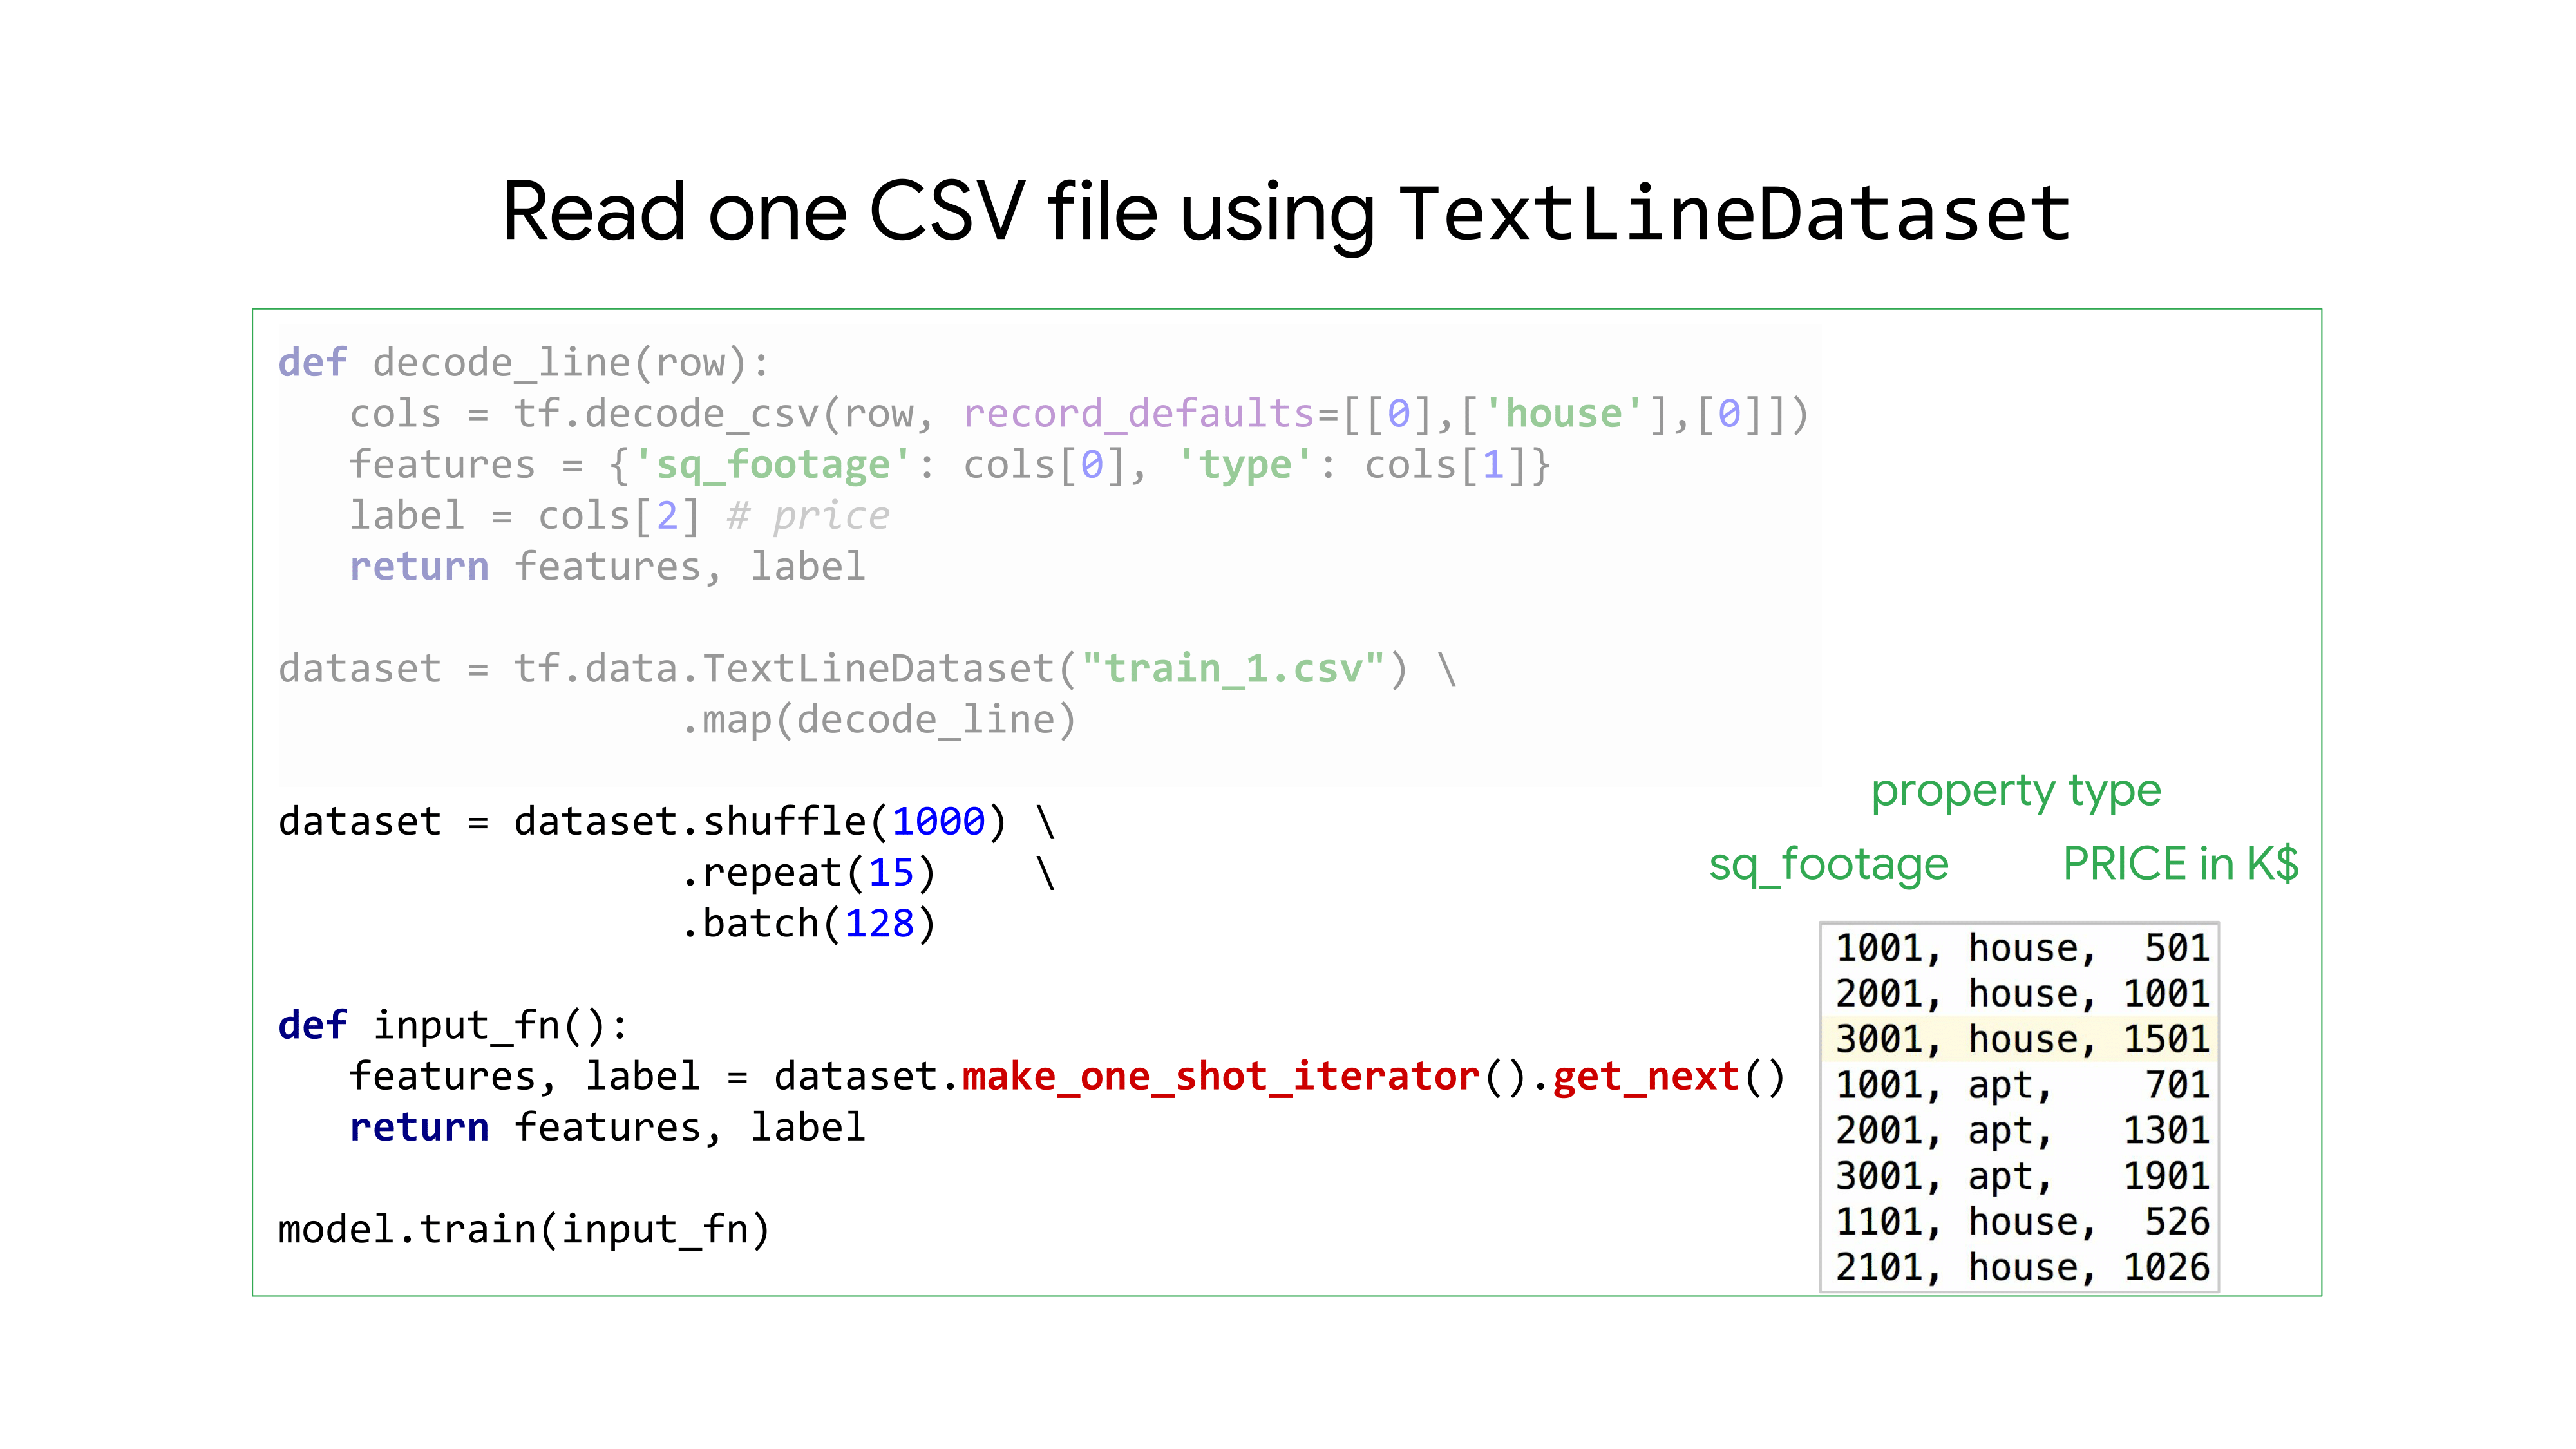 Read one CSV file using TextLineDataset
def decode_line(row):
   cols = tf.decode_csv(row, record_defaults=[[0],['house'],[0]])
   features = {'sq_footage': cols[0], 'type': cols[1]}
   label = cols[2] # price
   return features, label
dataset = tf.data.TextLineDataset("train_1.csv") \
                 .map(decode_line)
dataset = dataset.shuffle(1000) \
                 .repeat(15)    \
                 .batch(128)
def input_fn():
   features, label = dataset.make_one_shot_iterator().get_next()
   return features, label
model.train(input_fn)
property type
sq_footage PRICE in K$
1001, house,  501
2001, house, 1001
3001, house, 1501
1001, apt,    701
2001, apt,   1301
3001, apt,   1901
1101, house,  526
2101, house, 1026